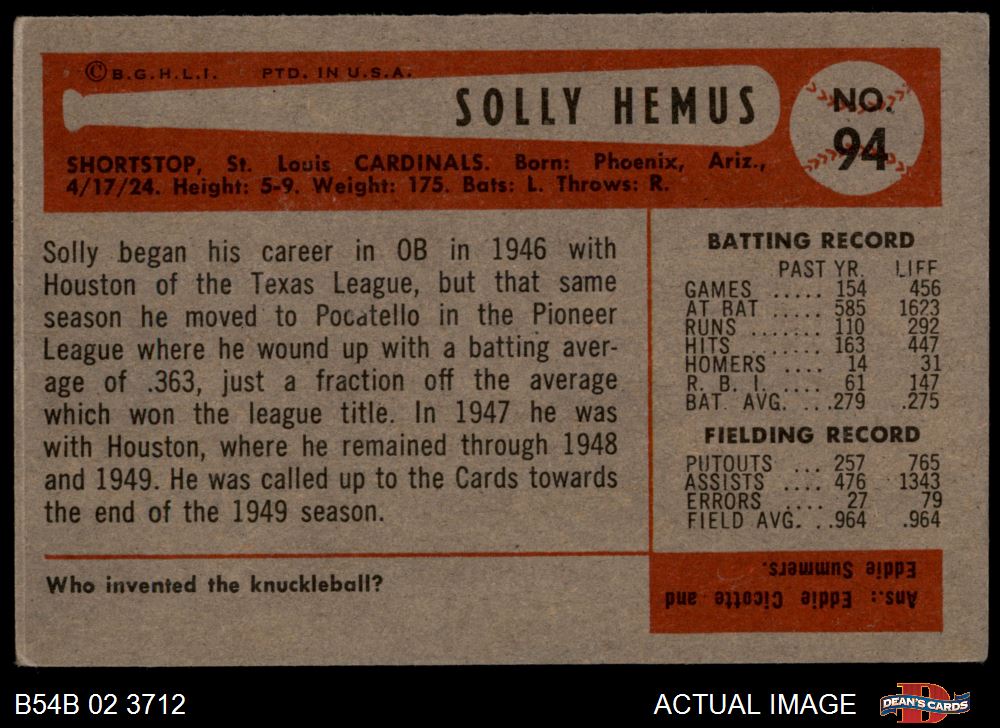 © B.G.H.L.I. PTD. IN U.S.A.
SOLLY HEMUS
NO.
94
SHORTSTOP, St. Louis CARDINALS. Born: Phoenix, Ariz.,
4/17/24. Height: 5-9. Weight: 175. Bats: L. Throws: R.
Solly began his career in OB in 1946 with
Houston of the Texas League, but that same
season he moved to Pocatello in the Pioneer
League where he wound up with a batting aver-
age of .363, just a fraction off the average
which won the league title. In 1947 he was
with Houston, where he remained through 1948
and 1949. He was called up to the Cards towards
the end of the 1949 season.
Who invented the knuckleball?
BATTING RECORD
PAST YR. LIFE
GAMES ..... 154 456
AT BAT ..... 585 1623
RUNS ....... 110 292
HITS ...... 163 447
HOMERS .... 14 31
R. B. I. .... 61 147
BAT. AVG. ...279 .275
FIELDING RECORD
PUTOUTS ... 257 765
ASSISTS .... 476 1343
ERRORS .... 27 79
FIELD AVG. ..964 .964
Ans.: Eddie Cicotte and
Eddie Summers.
B54B 02 3712
ACTUAL IMAGE
DEAN'S CARDS